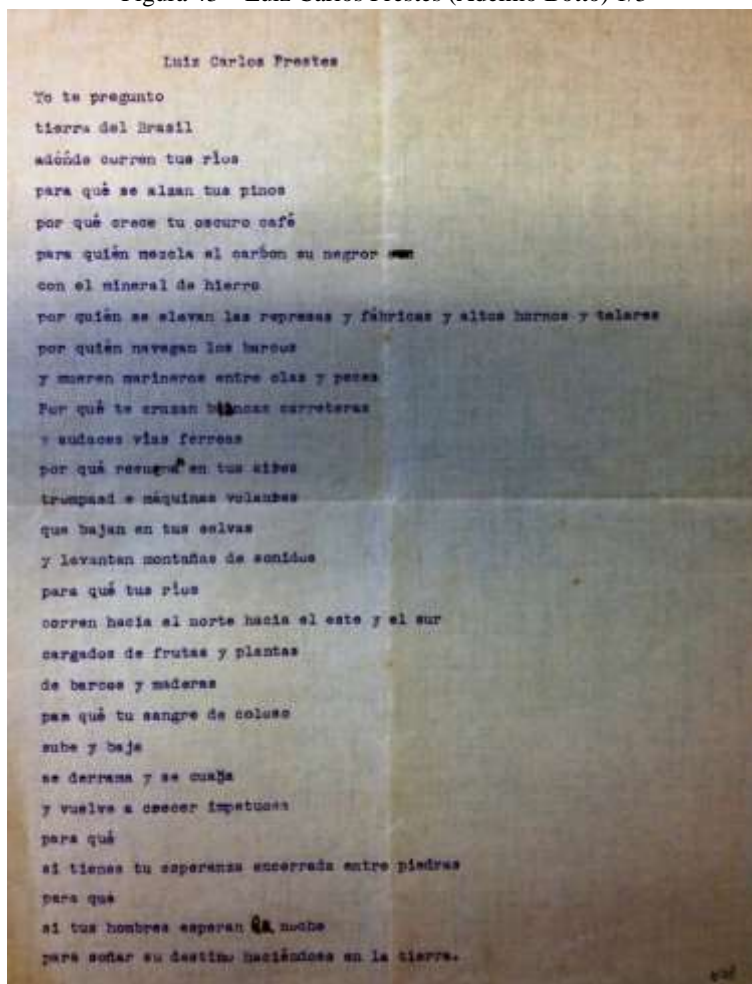 Figura 43 – Luiz Carlos Prestes (Adelmo Botto) 1/3
Luis Carlos Prestes
Yo te pregunto
tierra del Brasil
adónde curren tus ríos
para qué se alzan tus pinos
por qué crece tu oscuro café
para quién mezcla el carbon su negror
con el mineral de hierro
por quién se elevan las represas y fábricas y altos hornos y telares
por quién navegan los barcos
y mueren marineros entre olas y peces
Por qué te cruzan blancas carreteras
y audaces vías ferreas
por qué en tus aires
e máquinas volantes
que bajan en tus selvas
y levantan montañas de sonidos
para qué tus ríos
corren hacia el norte hacia el este y el sur
cargados de frutas y plantas
de barcos y maderas
qué tu sangre de coluso
sube y baja
se derrama y se cuaja
y vuelve a crecer impetuosa
para qué
si tienes tu esperanza encerrada entre piedras
para qué
si tus hombres esperan la noche
para soñar su destino haciéndose en la tierra.